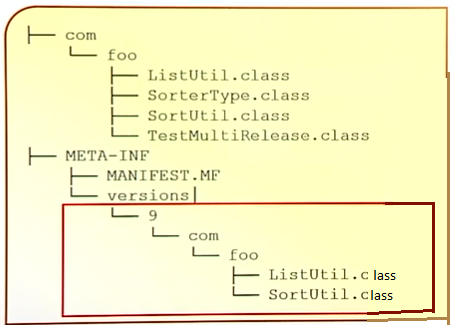 ├── com
└── foo
├── ListUtil.class
├── SorterType.class
├── SortUtil.class
└── TestMultiRelease.class
├── META-INF
├── MANIFEST.MF
└── versions
└── 9
└── com
└── foo
├── ListUtil.class
└── SortUtil.class